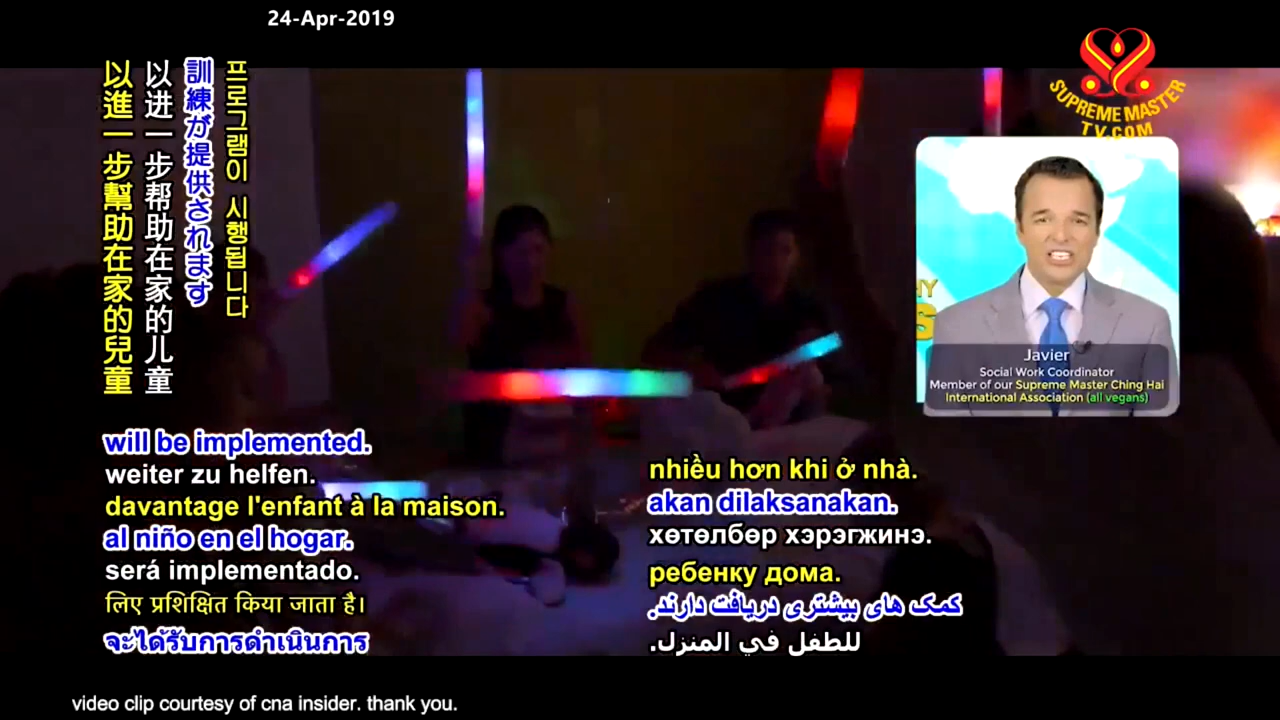 24-Apr-2019
SUPREME MASTER
TV.COM
프로그램이 시행됩니다
訓練が提供されます
以进一步帮助在家的儿童
以進一步幫助在家的兒童
NY
S
Javier
Social Work Coordinator
Member of our Supreme Master Ching Hai
International Association (all vegans)
will be implemented.
weiter zu helfen.
davantage l'enfant à la maison.
al niño en el hogar.
será implementado.
लिए प्रशिक्षित किया जाता है।
จะได้รับการดำเนินการ
nhiều hơn khi ở nhà.
akan dilaksanakan.
хөтөлбөр хэрэгжинэ.
ребенку дома.
کمک های بیشتری دریافت دارند.
للطفل في المنزل.
video clip courtesy of cna insider. thank you.